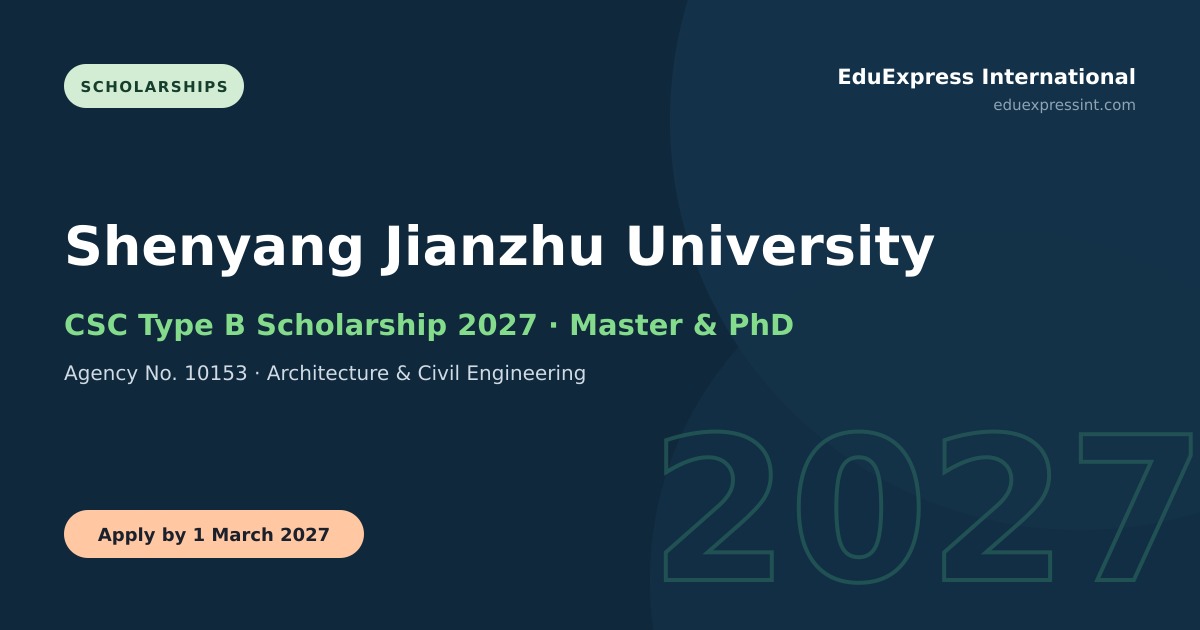 SCHOLARSHIPS
EduExpress International
eduexpressint.com
Shenyang Jianzhu University
CSC Type B Scholarship 2027 · Master & PhD
Agency No. 10153 · Architecture & Civil Engineering
2027
Apply by 1 March 2027